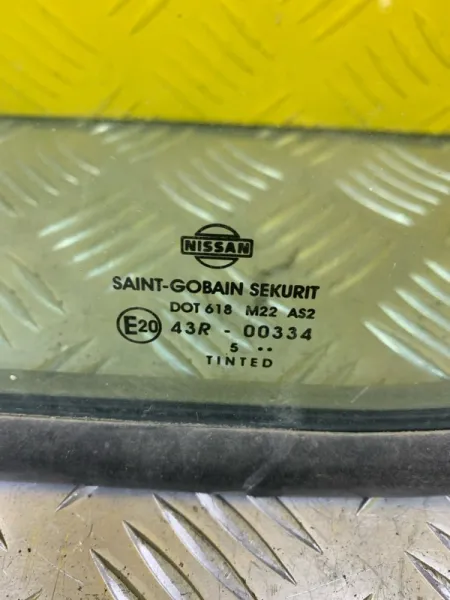 NISSAN
SAINT-GOBAIN SEKURIT
DOT 618 M22 AS2
E20 43R - 00334
5 ..
TINTED